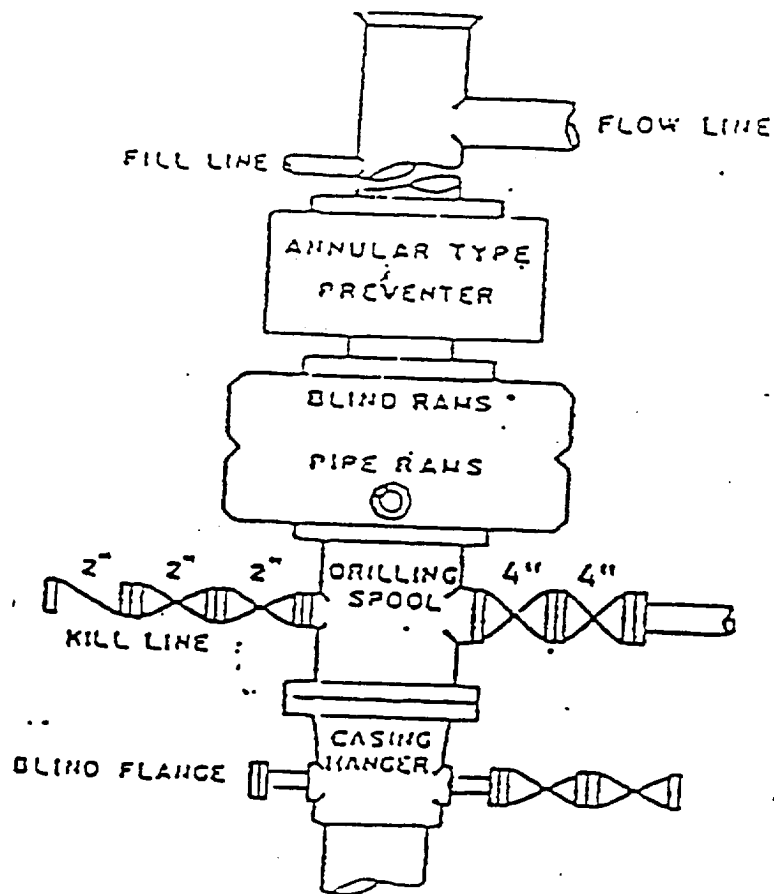 FLOW LINE
FILL LINE
ANNULAR TYPE
PREVENTER
BLIND RAMS
PIPE RAMS
2" 2" 2"
DRILLING
SPOOL
4" 4"
KILL LINE
CASING
HANGER
BLIND FLANGE